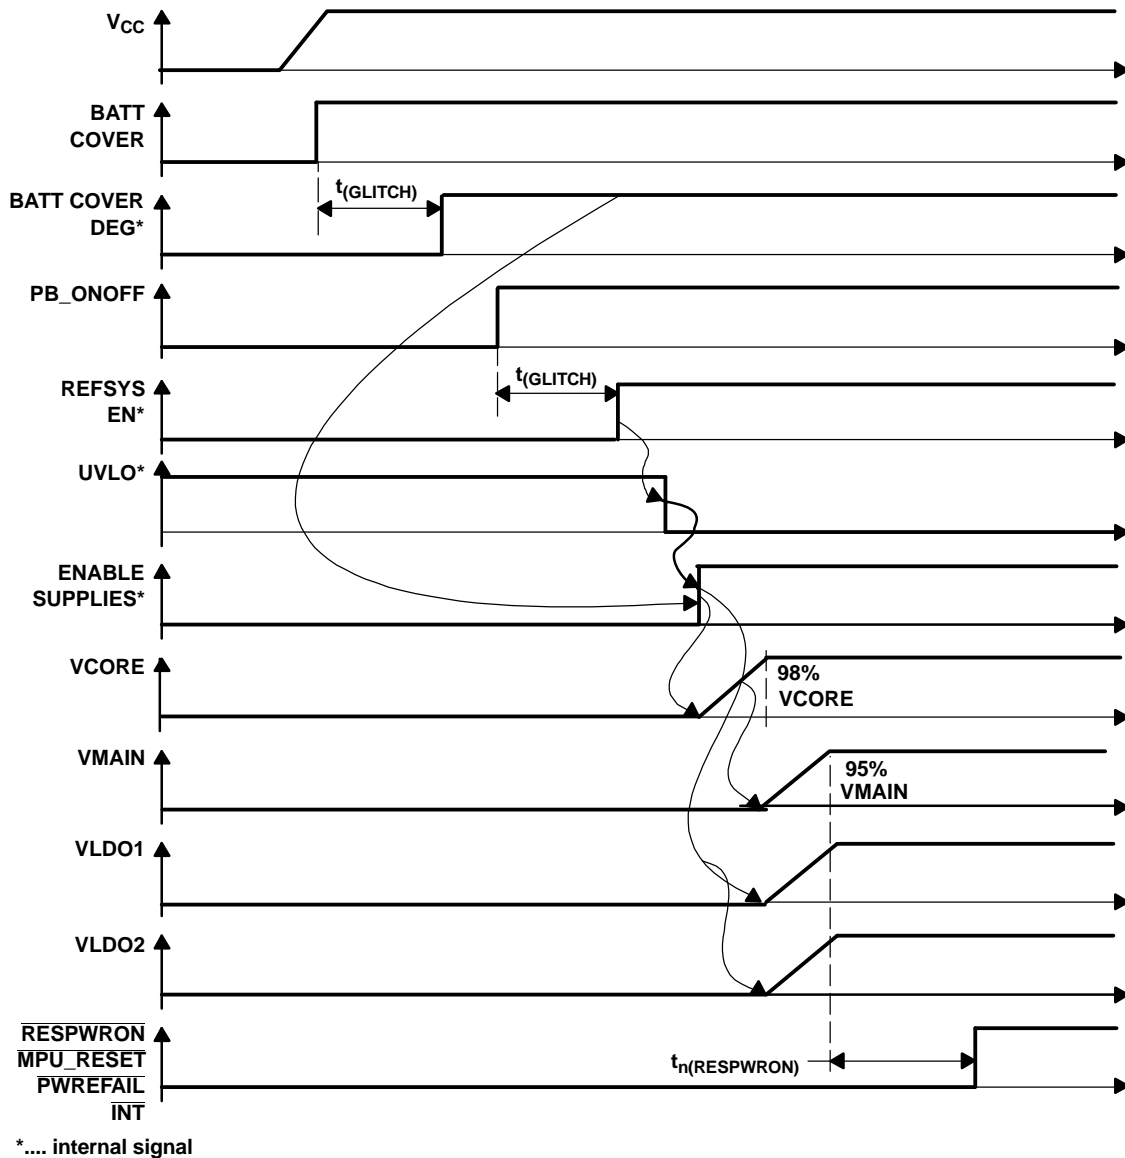 VCC
BATT
COVER
t(GLITCH)
BATT COVER
DEG*
PB_ONOFF
t(GLITCH)
REFSYS
EN*
UVLO*
ENABLE
SUPPLIES*
VCORE
98%
VCORE
VMAIN
95%
VMAIN
VLDO1
VLDO2
RESPWRON
MPU_RESET
PWREFAIL
INT
tn(RESPWRON)
*.... internal signal